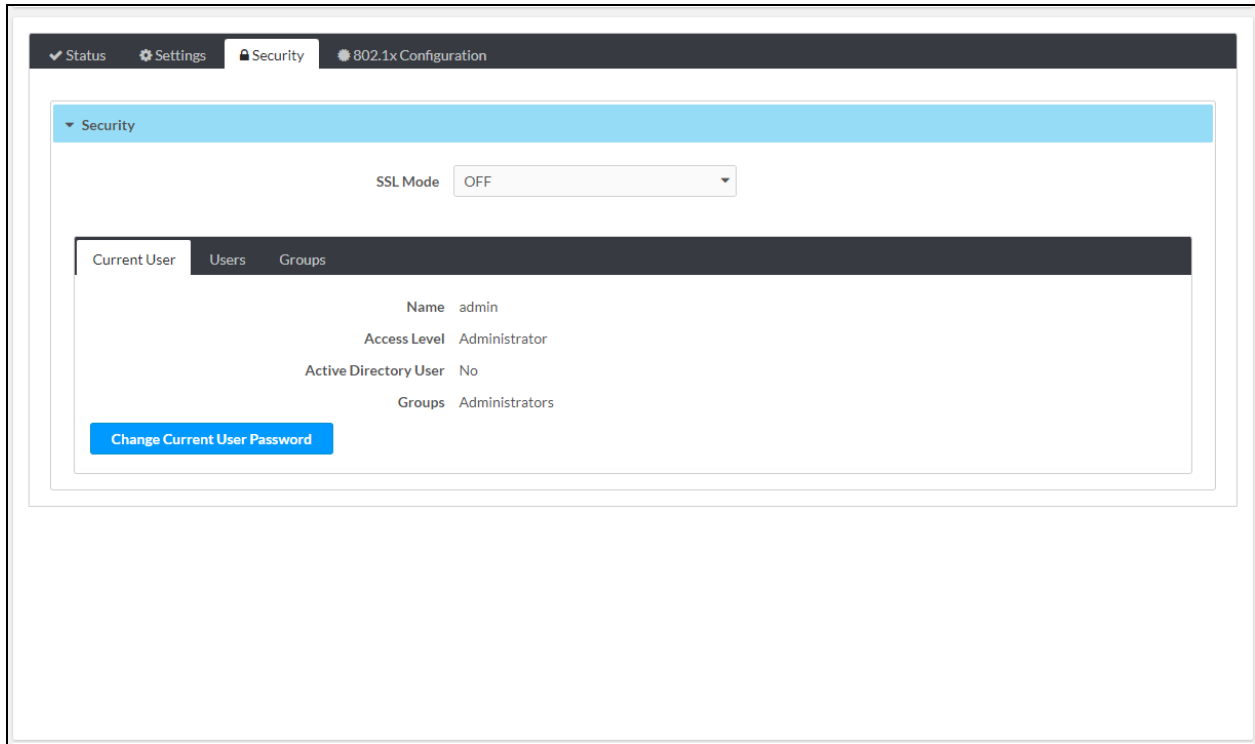 Status Settings Security 802.1x Configuration
Security
SSL Mode OFF
Current User Users Groups
Name admin
Access Level Administrator
Active Directory User No
Groups Administrators
Change Current User Password